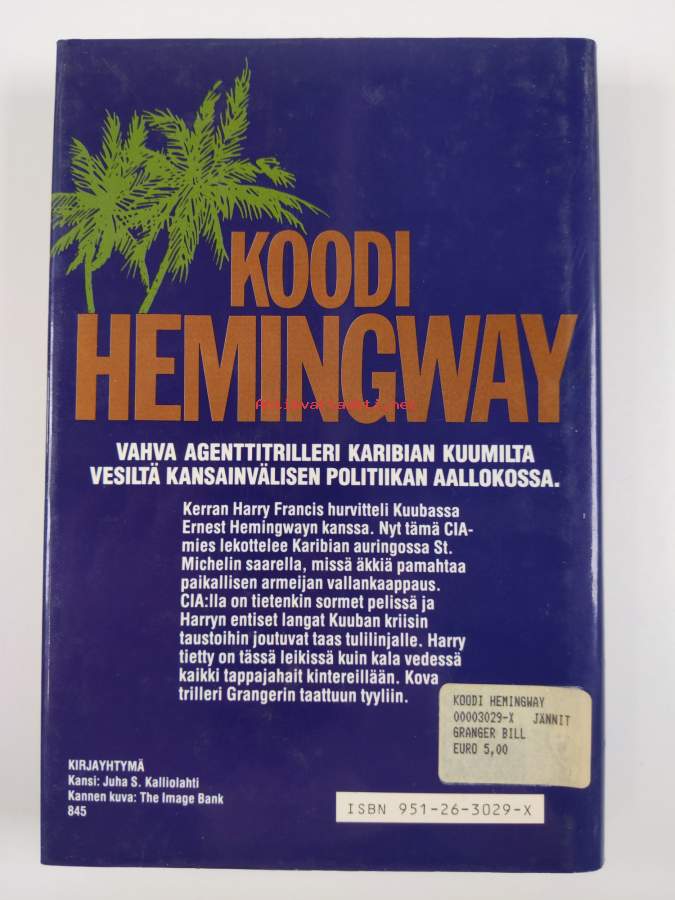 KOODI
HEMINGWAY
Antikvariaatti.net
VAHVA AGENTTITRILLERI KARIBIAN KUUMILTA
VESILTÄ KANSAINVÄLISEN POLITIIKAN AALLOKOSSA.
Kerran Harry Francis hurvitteli Kuubassa
Ernest Hemingwayn kanssa. Nyt tämä CIA-
mies lekottelee Karibian auringossa St.
Michelin saarella, missä äkkiä pamahtaa
paikallisen armeijan vallankaappaus.
CIA:lla on tietenkin sormet pelissä ja
Harryn entiset langat Kuuban kriisin
taustoihin joutuvat taas tulilinjalle. Harry
tietty on tässä leikissä kuin kala vedessä
kaikki tappajahait kintereillään. Kova
trilleri Grangerin taattuun tyyliin.
KOODI HEMINGWAY
00003029-X JÄNNIT
GRANGER BILL
EURO 5,00
KIRJAYHTYMÄ
Kansi: Juha S. Kalliolahti
Kannen kuva: The Image Bank
845
ISBN 951-26-3029-X